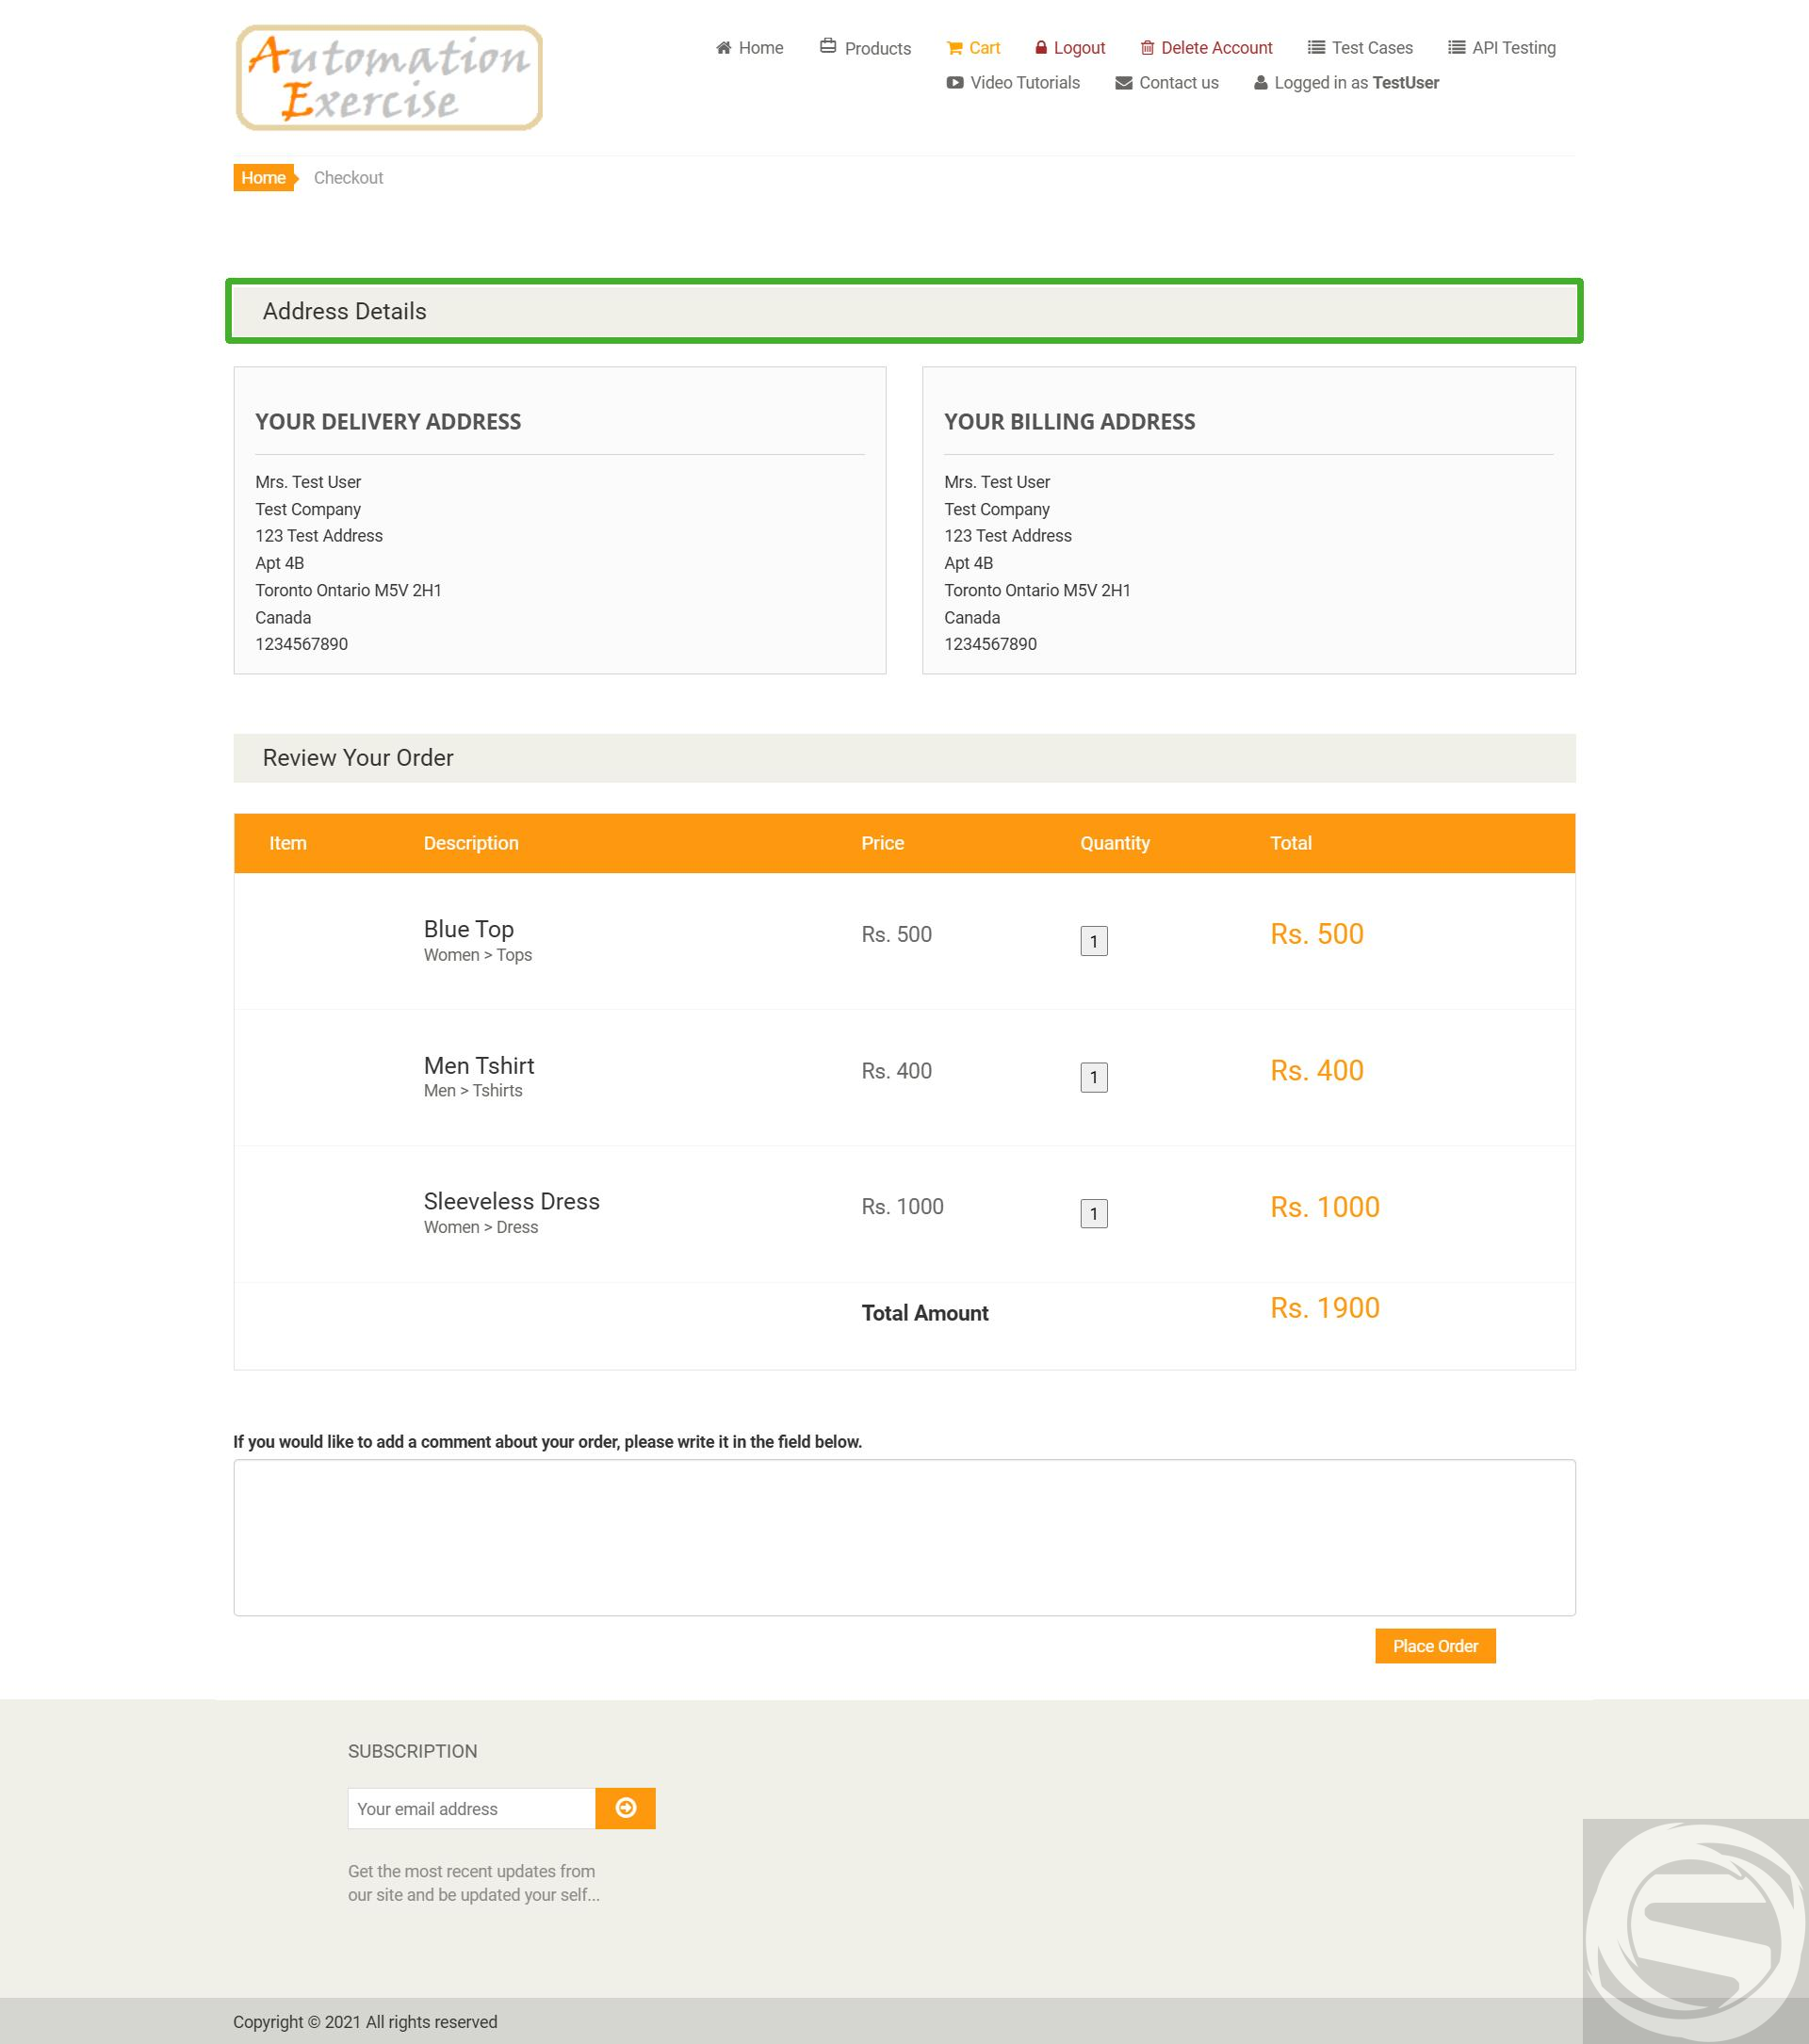 Automation
Exercise
Home
Products
Cart
Logout
Delete Account
Test Cases
API Testing
Video Tutorials
Contact us
Logged in as TestUser
Home
Checkout
Address Details
YOUR DELIVERY ADDRESS
Mrs. Test User
Test Company
123 Test Address
Apt 4B
Toronto Ontario M5V 2H1
Canada
1234567890
YOUR BILLING ADDRESS
Mrs. Test User
Test Company
123 Test Address
Apt 4B
Toronto Ontario M5V 2H1
Canada
1234567890
Review Your Order
Item Description Price Quantity Total
Blue Top
Women > Tops
Rs. 500
1
Rs. 500
Men Tshirt
Men > Tshirts
Rs. 400
1
Rs. 400
Sleeveless Dress
Women > Dress
Rs. 1000
1
Rs. 1000
Total Amount
Rs. 1900
If you would like to add a comment about your order, please write it in the field below.
Place Order
SUBSCRIPTION
Your email address
Get the most recent updates from
our site and be updated your self...
Copyright © 2021 All rights reserved